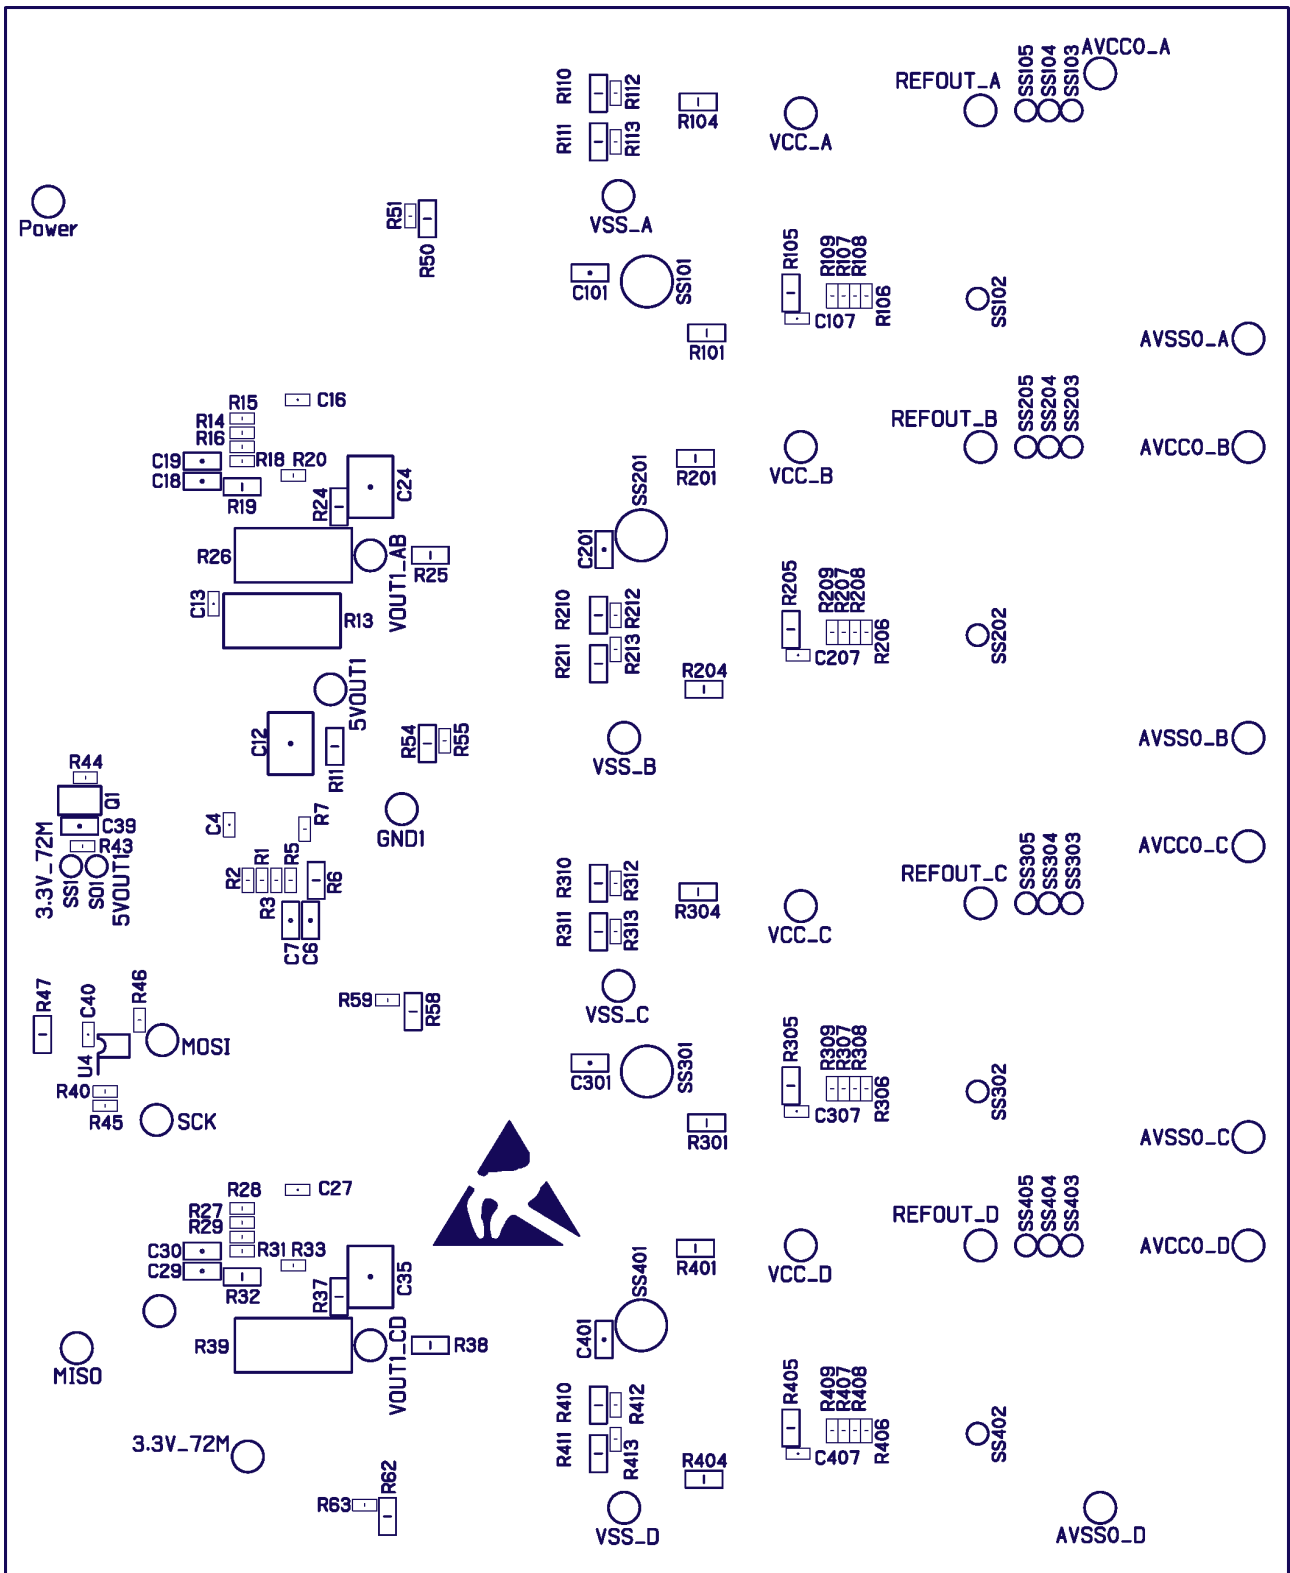 AVCCO_A
REFOUT_A
SS105
SS104
SS103
R110
R112
R104
VCC_A
R111
R113
Power
R51
R50
VSS_A
C101
SS101
R105
R109
R107
R108
R106
C107
SS102
R101
AVSSO_A
R15
C16
R14
R16
C19
R18
R20
C18
R19
R24
C24
R26
VOUT1_AB
R25
C13
R13
REFOUT_B
SS205
SS204
SS203
AVCCO_B
VCC_B
R201
SS201
C201
R210
R212
R211
R213
R204
R205
R209
R207
R208
R206
C207
SS202
5VOUT1
C12
R11
R54
R55
VSS_B
AVSSO_B
R44
Q1
C39
R43
3.3V_72M
SS1
SO1
5VOUT1
C4
R7
GND1
R2
R1
R5
R6
R3
C7
C6
R310
R312
R304
R311
R313
VCC_C
REFOUT_C
SS305
SS304
SS303
AVCCO_C
R47
C40
R46
U4
MOSI
R59
R58
VSS_C
R40
R45
SCK
C301
SS301
R301
R305
R309
R307
R308
R306
C307
SS302
AVSSO_C
R28
C27
R27
R29
C30
R31
R33
C29
R32
R37
C35
R39
VOUT1_CD
R38
MISO
3.3V_72M
R63
R62
REFOUT_D
SS405
SS404
SS403
AVCCO_D
VCC_D
R401
SS401
C401
R410
R412
R411
R413
R404
R405
R409
R407
R408
R406
C407
SS402
VSS_D
AVSSO_D